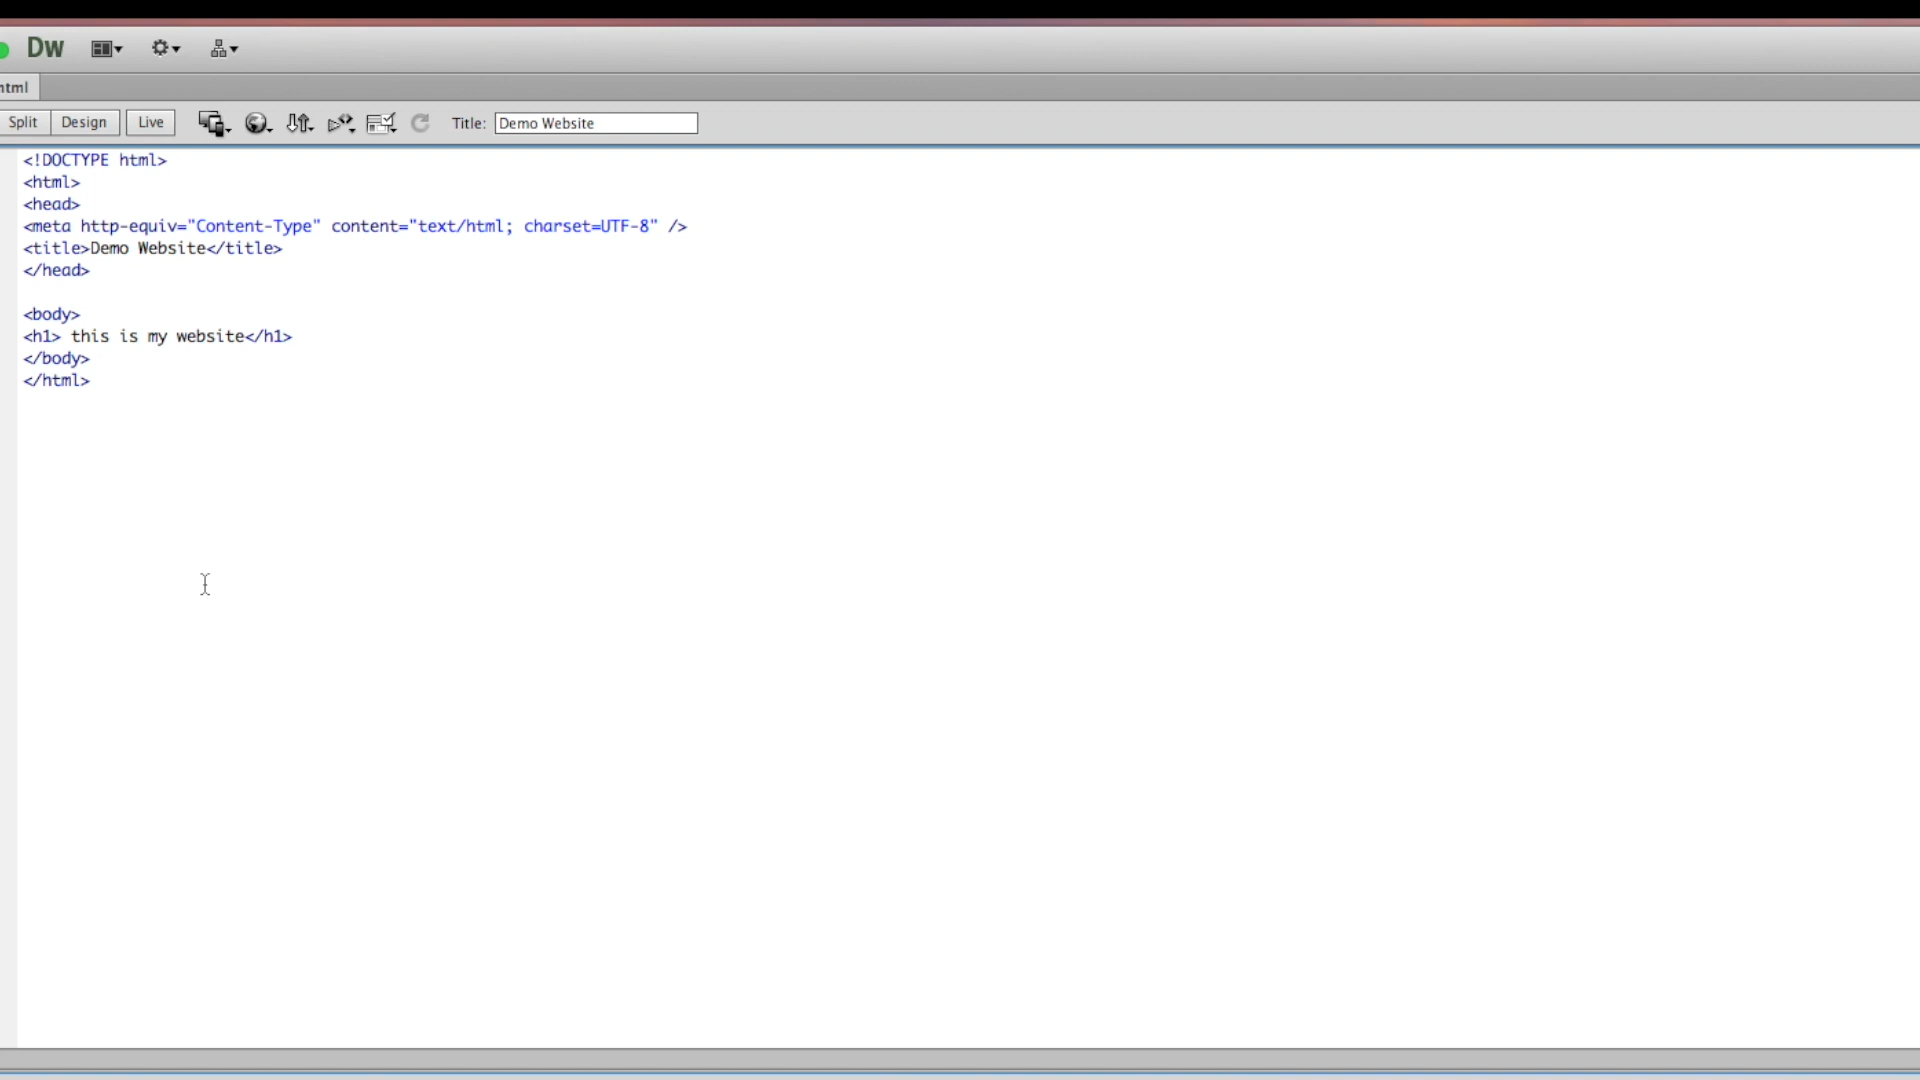 Dw
html
Split Design Live Title: Demo Website
<!DOCTYPE html>
<html>
<head>
<meta http-equiv="Content-Type" content="text/html; charset=UTF-8" />
<title>Demo Website</title>
</head>
<body>
<h1> this is my website</h1>
</body>
</html>